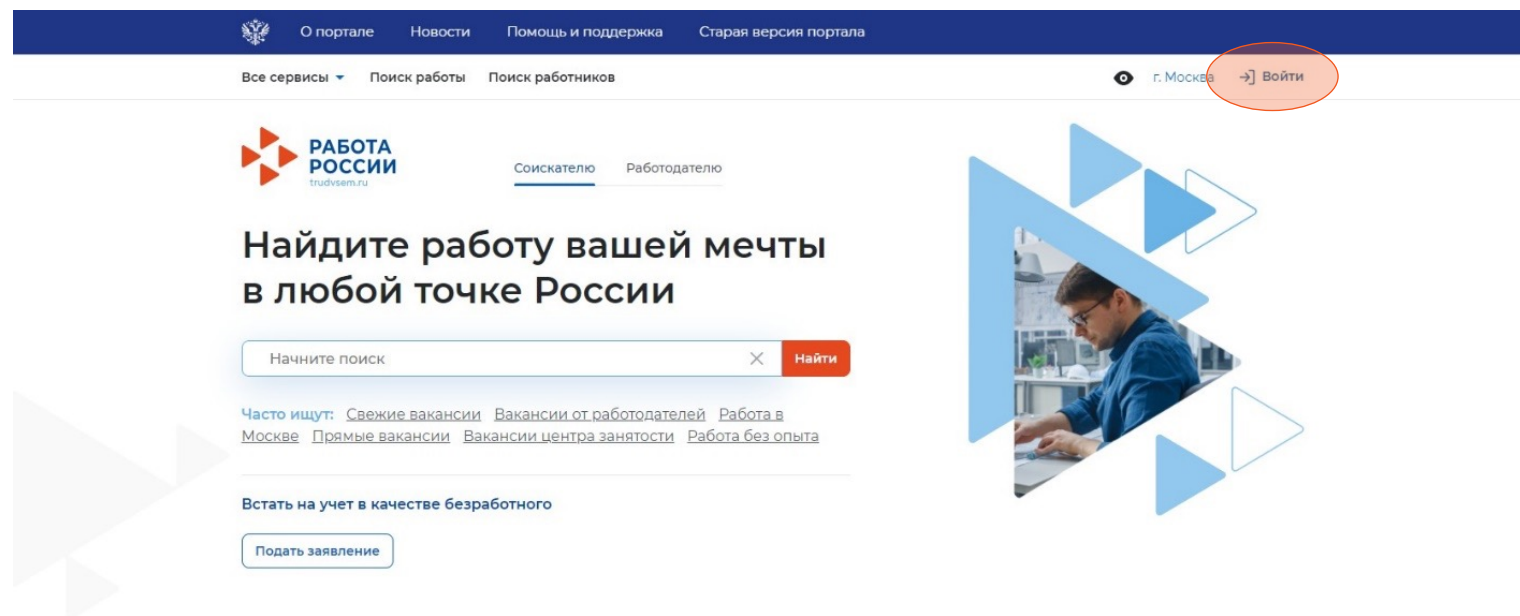 О портале Новости Помощь и поддержка Старая версия портала
Все сервисы Поиск работы Поиск работников г. Москва Войти
РАБОТА
РОССИИ
trudvsem.ru
Соискателю Работодателю
Найдите работу вашей мечты
в любой точке России
Начните поиск Найти
Часто ищут: Свежие вакансии Вакансии от работодателей Работа в
Москве Прямые вакансии Вакансии центра занятости Работа без опыта
Встать на учет в качестве безработного
Подать заявление